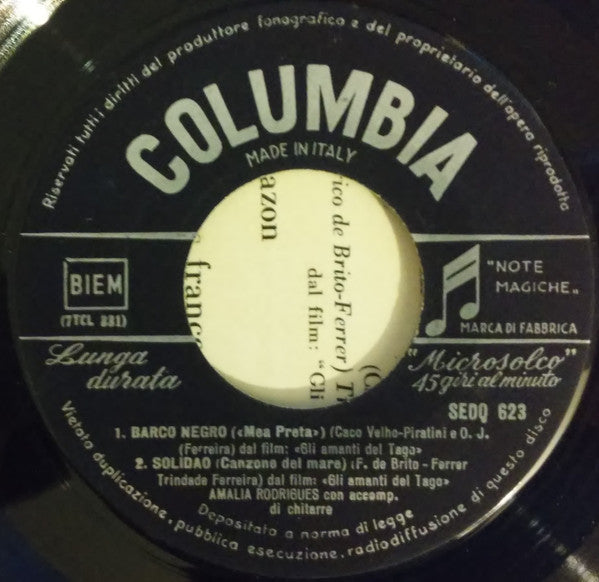 Riservati tutti i diritti del produttore fonografico e del proprietario dell'opera riprodotta
COLUMBIA
MADE IN ITALY
BIEM
(7TCL 331)
"NOTE
MAGICHE"
MARCA DI FABBRICA
Lunga
durata
"Microsolco"
45 giri al minuto
SEDQ 623
1. BARCO NEGRO («Mea Preta») (Caco Velho-Piratini e O. J.
(Ferreira) dal film: «Gli amanti del Tago»
2. SOLIDAO (Canzone del mare) (F. de Brito - Ferrer
Trindade Ferreira) dal film: «Gli amanti del Tago»
AMALIA RODRIGUES con accomp.
di chitarre
Depositato a norma di legge
Vietata duplicazione, pubblica esecuzione, radiodiffusione di questo disco
azon
franc
rico de Brito-Ferrer)
dal film: "Gli